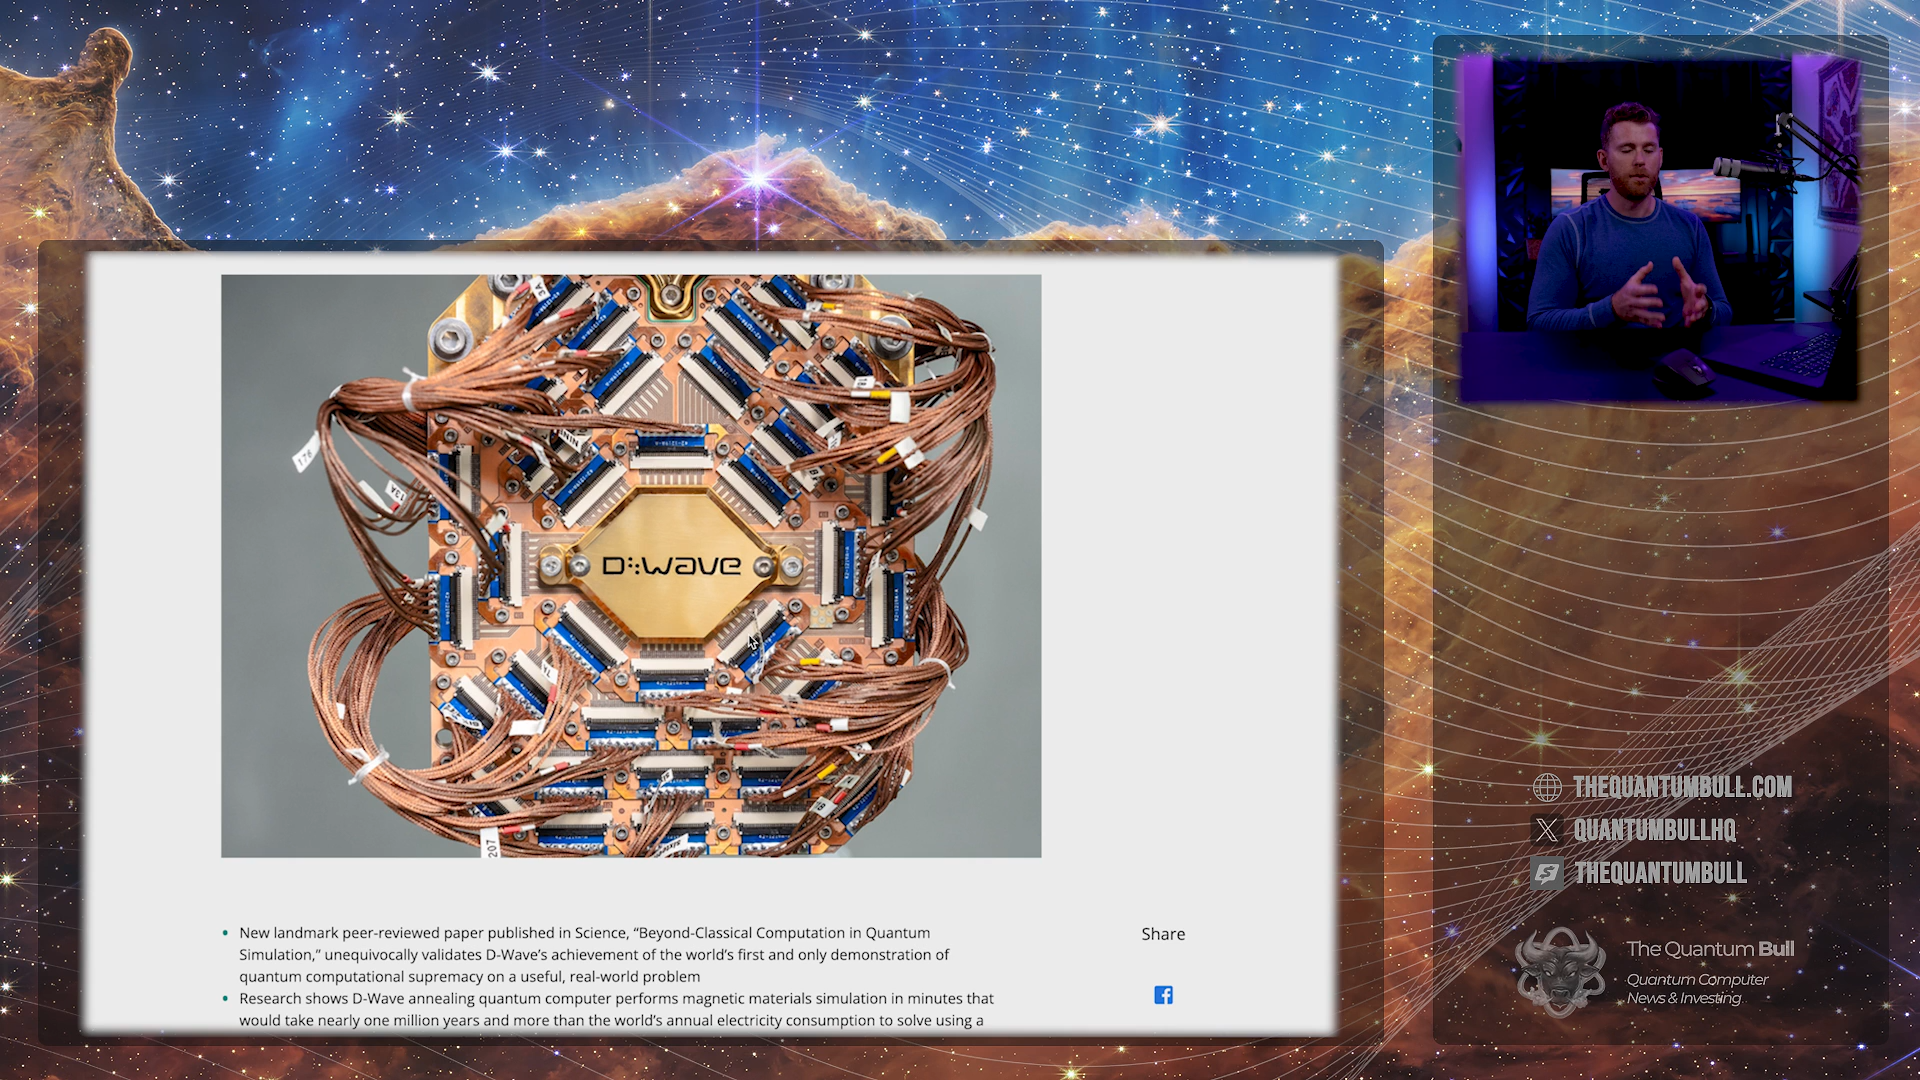 D:wave
3A
176
13A
207
New landmark peer-reviewed paper published in Science, “Beyond-Classical Computation in Quantum
Simulation,” unequivocally validates D-Wave’s achievement of the world’s first and only demonstration of
quantum computational supremacy on a useful, real-world problem
Research shows D-Wave annealing quantum computer performs magnetic materials simulation in minutes that
would take nearly one million years and more than the world’s annual electricity consumption to solve using a
Share
THEQUANTUMBULL.COM
QUANTUMBULLHQ
THEQUANTUMBULL
The Quantum Bull
Quantum Computer
News & Investing